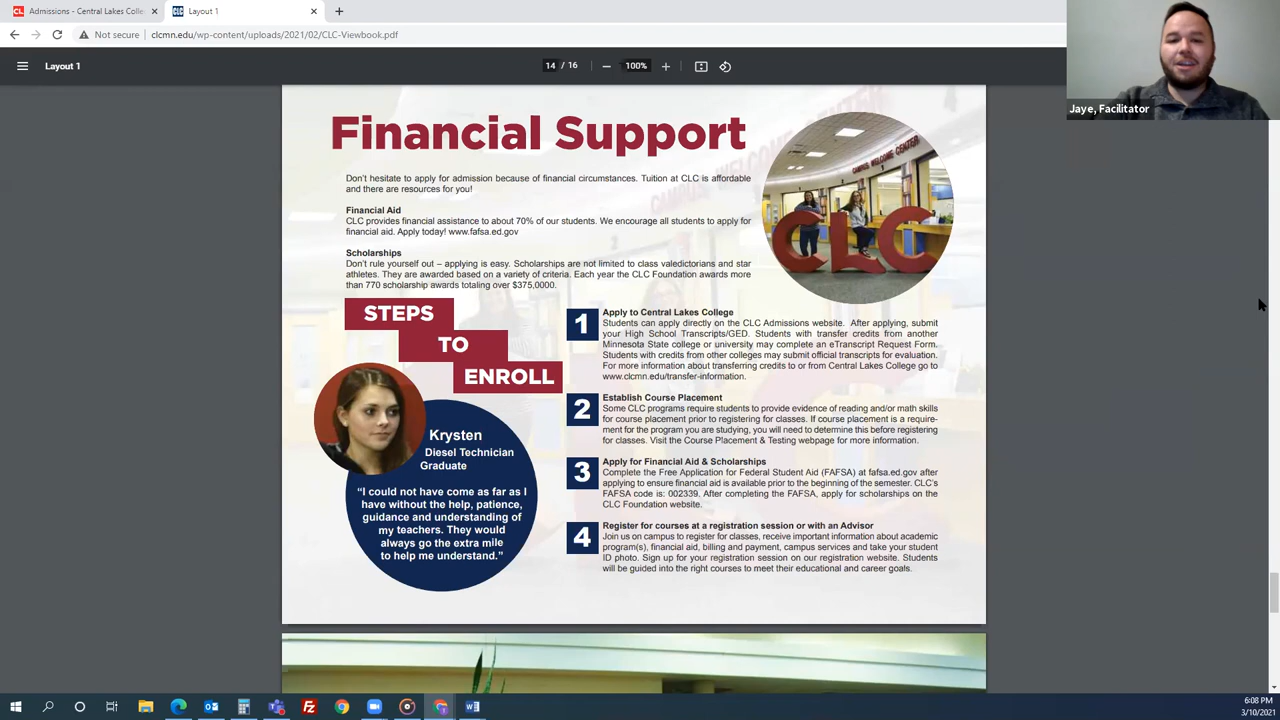 Admissions - Central Lakes Colle
Layout 1
Not secure
clcmn.edu/wp-content/uploads/2021/02/CLC-Viewbook.pdf
Layout 1
14 / 16
100%
Jaye, Facilitator
Financial Support
Don't hesitate to apply for admission because of financial circumstances. Tuition at CLC is affordable
and there are resources for you!
Financial Aid
CLC provides financial assistance to about 70% of our students. We encourage all students to apply for
financial aid. Apply today! www.fafsa.ed.gov
Scholarships
Don't rule yourself out – applying is easy. Scholarships are not limited to class valedictorians and star
athletes. They are awarded based on a variety of criteria. Each year the CLC Foundation awards more
than 770 scholarship awards totaling over $375,0000.
CAMPUS WELCOME CENTER
CLC
STEPS
TO
ENROLL
Krysten
Diesel Technician
Graduate
“I could not have come as far as I
have without the help, patience,
guidance and understanding of
my teachers. They would
always go the extra mile
to help me understand.”
1
Apply to Central Lakes College
Students can apply directly on the CLC Admissions website. After applying, submit
your High School Transcripts/GED. Students with transfer credits from another
Minnesota State college or university may complete an eTranscript Request Form.
Students with credits from other colleges may submit official transcripts for evaluation.
For more information about transferring credits to or from Central Lakes College go to
www.clcmn.edu/transfer-information.
2
Establish Course Placement
Some CLC programs require students to provide evidence of reading and/or math skills
for course placement prior to registering for classes. If course placement is a require-
ment for the program you are studying, you will need to determine this before registering
for classes. Visit the Course Placement & Testing webpage for more information.
3
Apply for Financial Aid & Scholarships
Complete the Free Application for Federal Student Aid (FAFSA) at fafsa.ed.gov after
applying to ensure financial aid is available prior to the beginning of the semester. CLC's
FAFSA code is: 002339. After completing the FAFSA, apply for scholarships on the
CLC Foundation website.
4
Register for courses at a registration session or with an Advisor
Join us on campus to register for classes, receive important information about academic
program(s), financial aid, billing and payment, campus services and take your student
ID photo. Sign up for your registration session on our registration website. Students
will be guided into the right courses to meet their educational and career goals.
6:08 PM
3/10/2021